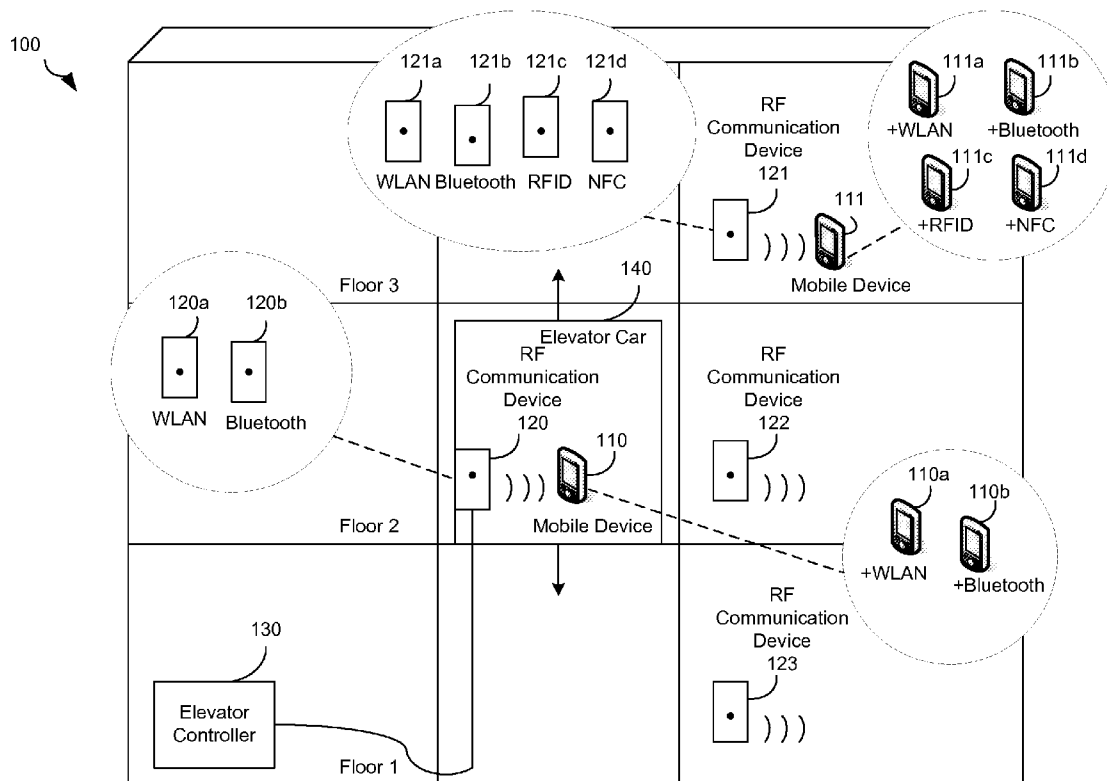 100
121a
121b
121c
121d
WLAN
Bluetooth
RFID
NFC
RF
Communication
Device
121
111
Mobile Device
111a
111b
+WLAN
+Bluetooth
111c
111d
+RFID
+NFC
Floor 3
140
Elevator Car
120a
120b
WLAN
Bluetooth
RF
Communication
Device
120
110
Mobile Device
RF
Communication
Device
122
110a
110b
+WLAN
+Bluetooth
Floor 2
130
Elevator
Controller
Floor 1
RF
Communication
Device
123